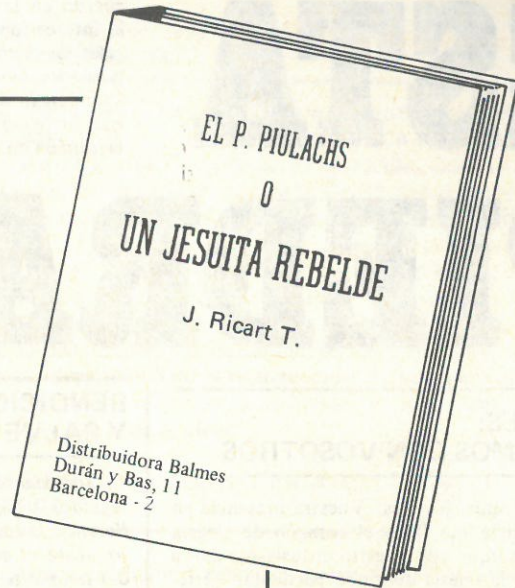 EL P. PIULACHS
O
UN JESUITA REBELDE
J. Ricart T.
Distribuidora Balmes
Durán y Bas, 11
Barcelona - 2